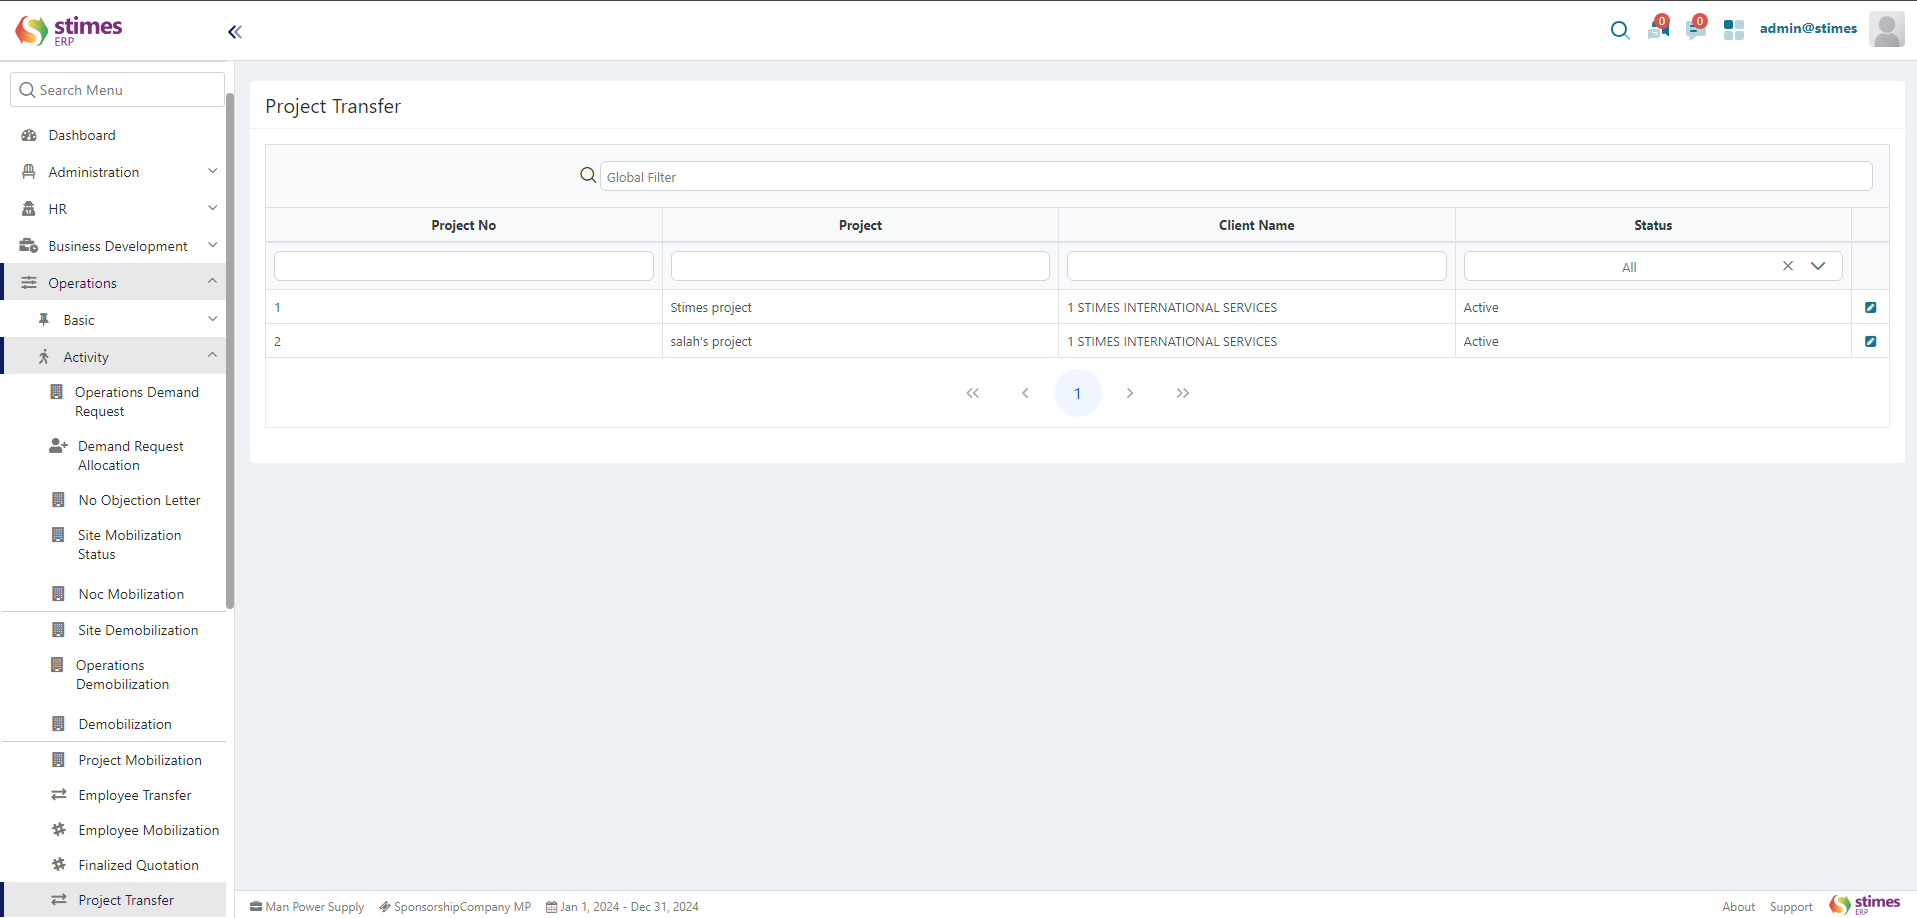 stimes
ERP
0
0
admin@stimes
Search Menu
Dashboard
Administration
HR
Business Development
Operations
Basic
Activity
Operations Demand
Request
Demand Request
Allocation
No Objection Letter
Site Mobilization
Status
Noc Mobilization
Site Demobilization
Operations
Demobilization
Demobilization
Project Mobilization
Employee Transfer
Employee Mobilization
Finalized Quotation
Project Transfer
Project Transfer
Global Filter
Project No Project Client Name Status
All
1 Stimes project 1 STIMES INTERNATIONAL SERVICES Active
2 salah's project 1 STIMES INTERNATIONAL SERVICES Active
1
Man Power Supply SponsorshipCompany MP Jan 1, 2024 - Dec 31, 2024
About Support stimes
ERP